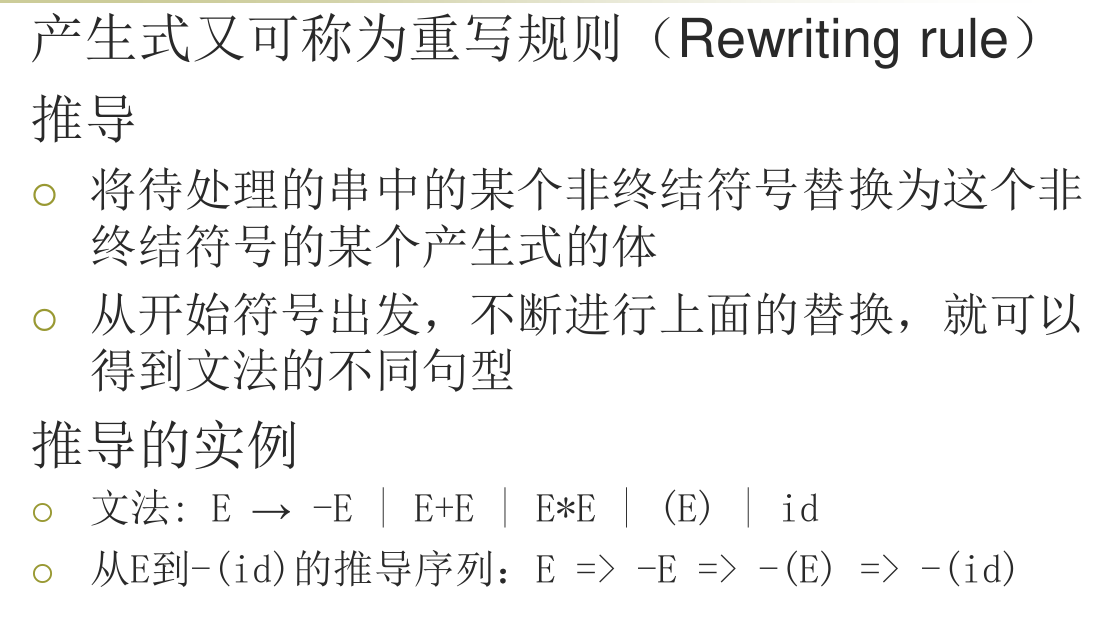 产生式又可称为重写规则（Rewriting rule）
推导
将待处理的串中的某个非终结符号替换为这个非
终结符号的某个产生式的体
从开始符号出发，不断进行上面的替换，就可以
得到文法的不同句型
推导的实例
文法: E → -E | E+E | E*E | (E) | id
从E到-(id)的推导序列：E => -E => -(E) => -(id)